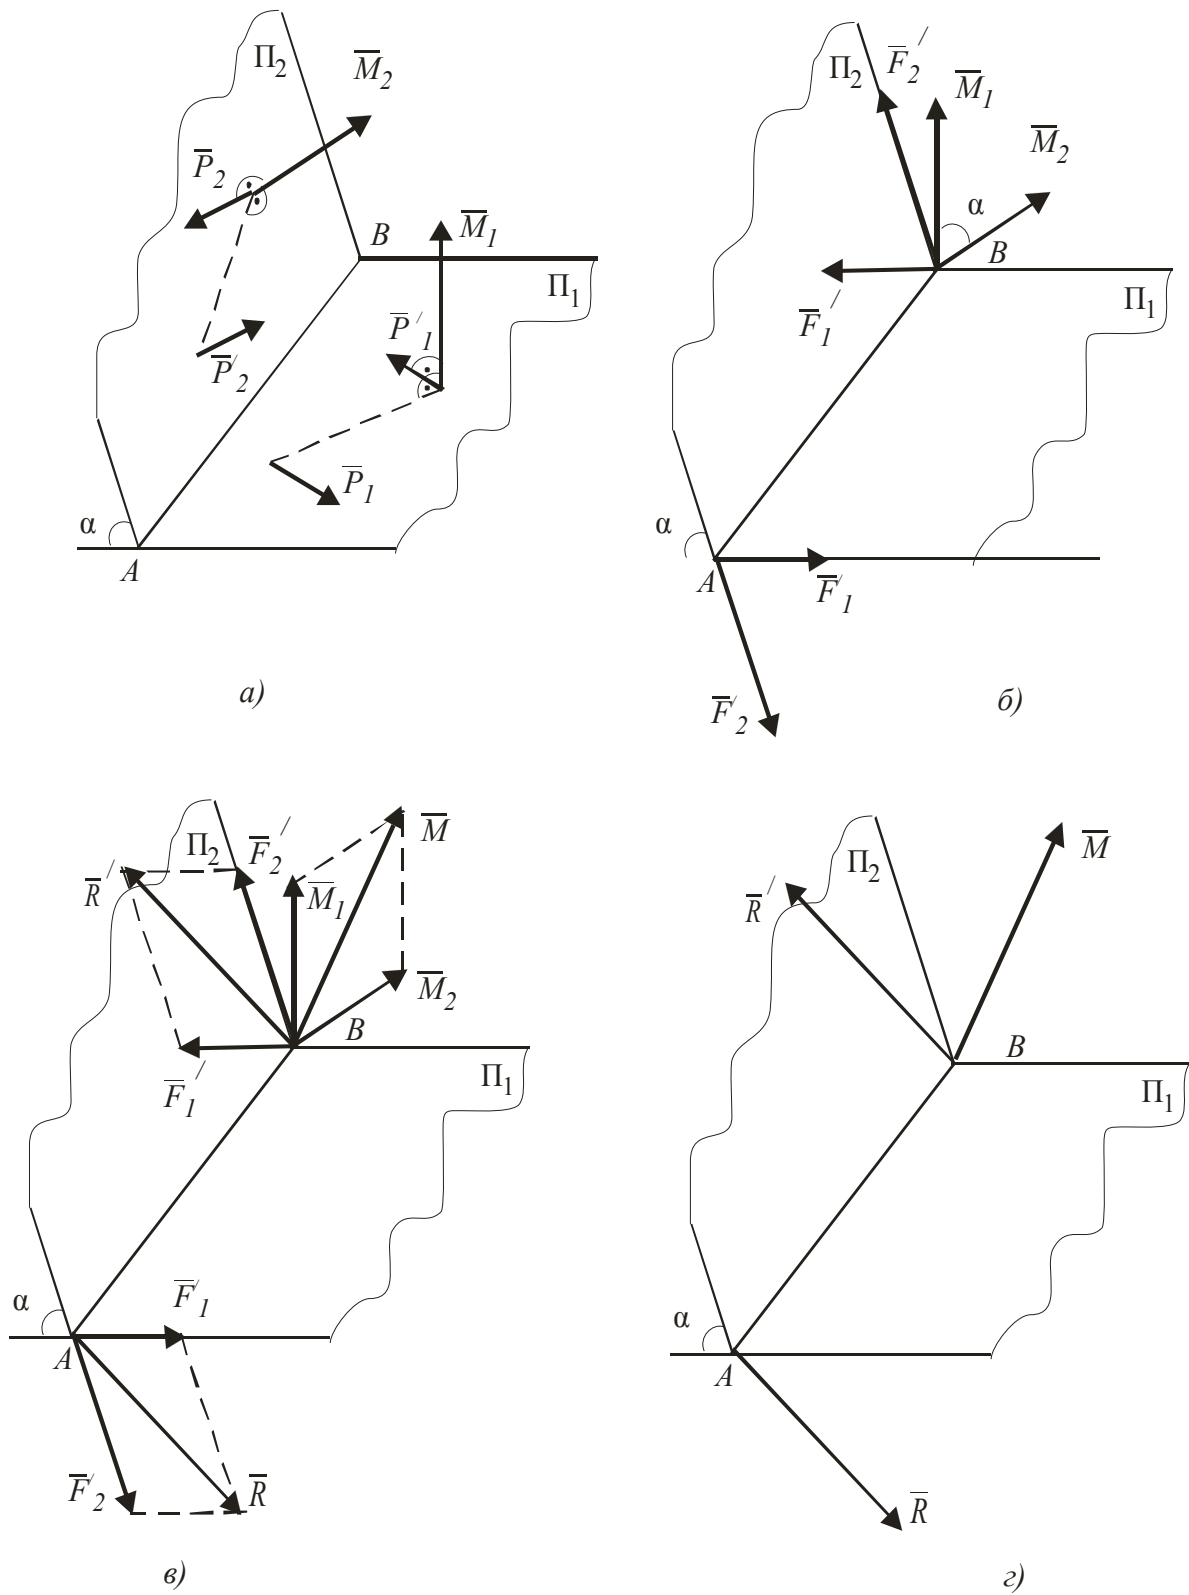 Π₂
M̅₂
P̅₂
B
M̅₁
Π₁
P̅′₁
P̅′₂
P̅₁
α
A
а)
Π₂
F̅₂′
M̅₁
M̅₂
α
B
Π₁
F̅₁′
α
A
F̅′₁
F̅′₂
б)
Π₂
F̅₂′
M̅
R̅′
M̅₁
M̅₂
B
F̅₁′
Π₁
α
F̅′₁
A
F̅′₂
R̅
в)
Π₂
M̅
R̅′
B
Π₁
α
A
R̅
г)